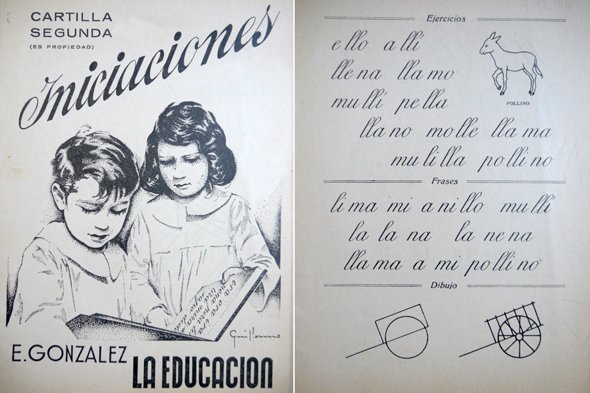 CARTILLA
SEGUNDA
(ES PROPIEDAD)
Iniciaciones
Guillermo
E. GONZALEZ
LA EDUCACION
Ejercicios
e llo a lli
lle na lla mo
mu lli pe lla
POLLINO
lla no mo lle lla ma
mu li lla po lli no
Frases
li ma mi a ni llo mu lli
la la na la ne na
lla ma a mi po lli no
Dibujo